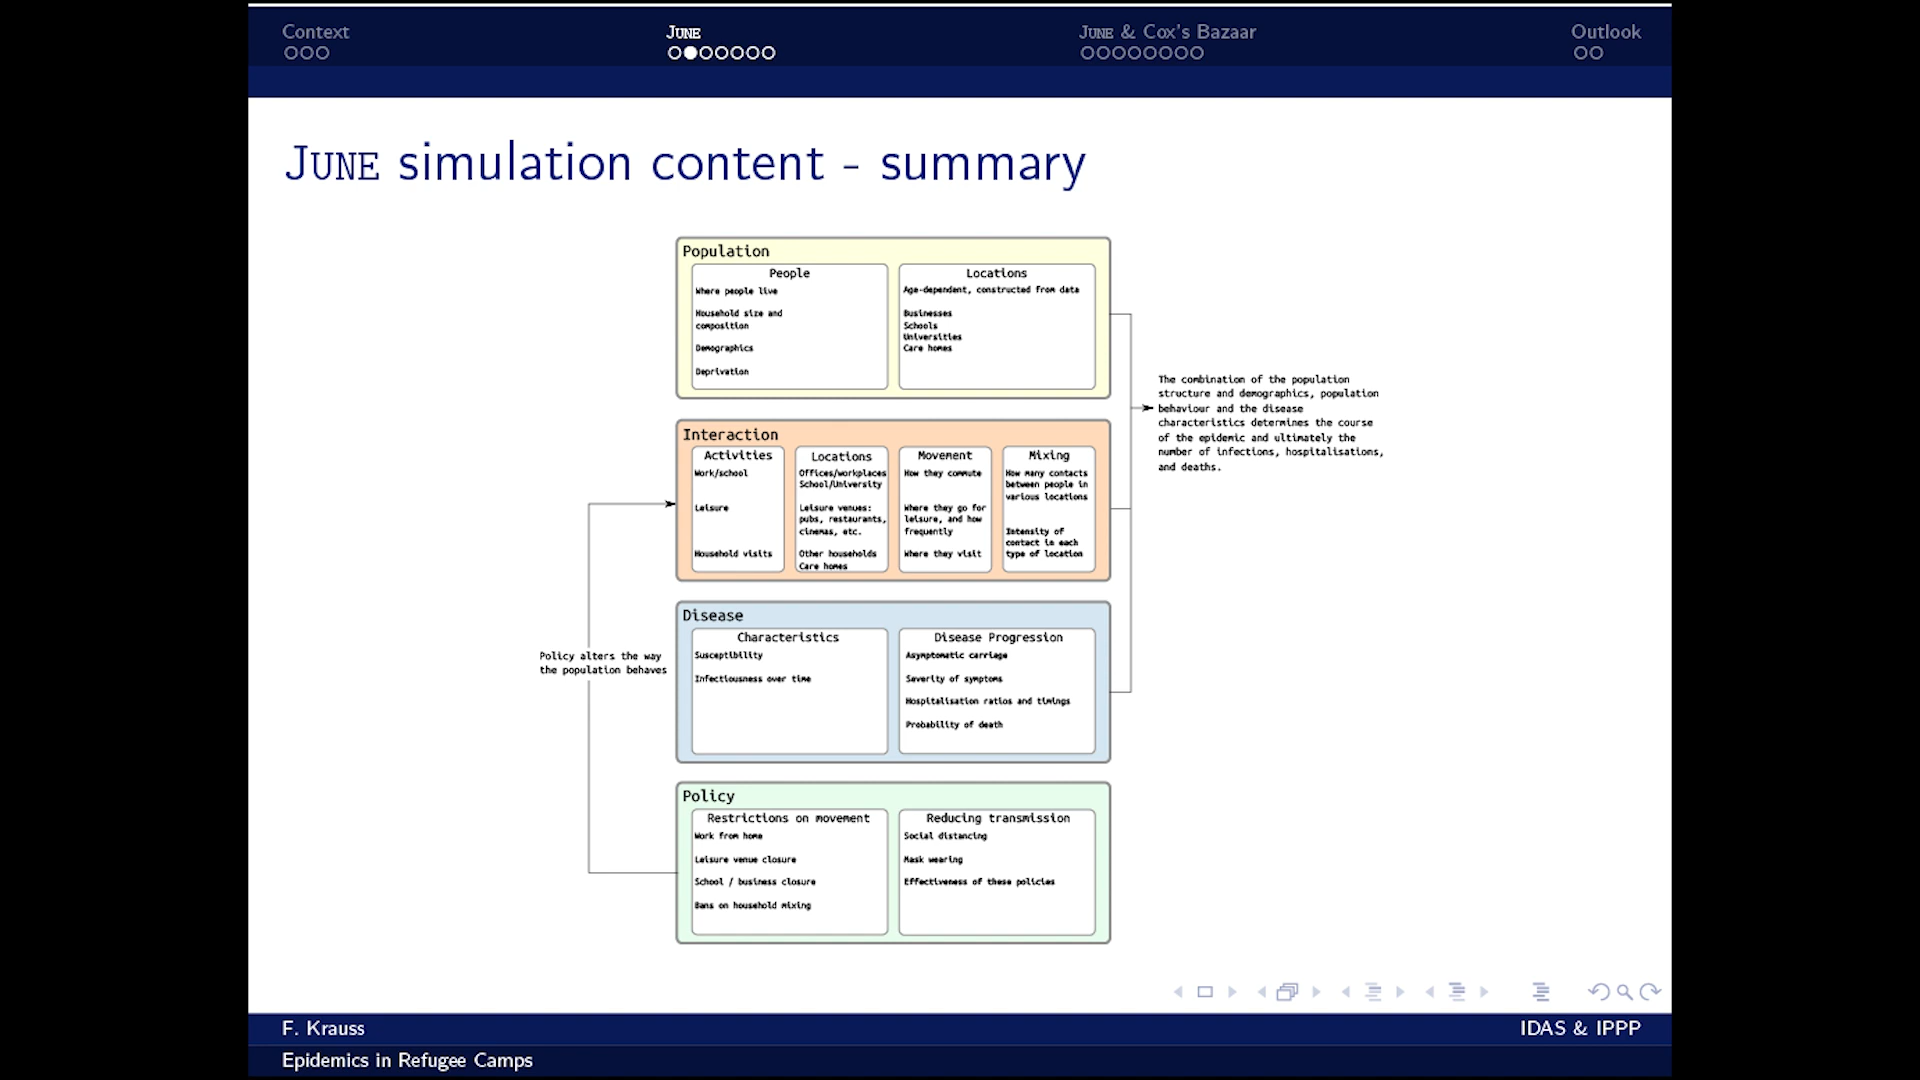 Context
JUNE
JUNE & Cox's Bazaar
Outlook
JUNE simulation content - summary
Population
People
Where people live
Household size and
composition
Demographics
Deprivation
Locations
Age-dependent, constructed from data
Businesses
Schools
Universities
Care homes
The combination of the population
structure and demographics, population
behaviour and the disease
characteristics determines the course
of the epidemic and ultimately the
number of infections, hospitalisations,
and deaths.
Interaction
Activities
Work/school
Leisure
Household visits
Locations
Offices/workplaces
School/University
Leisure venues:
pubs, restaurants,
cinemas, etc.
Other households
Care homes
Movement
How they commute
Where they go for
leisure, and how
frequently
Where they visit
Mixing
How many contacts
between people in
various locations
Intensity of
contact in each
type of location
Policy alters the way
the population behaves
Disease
Characteristics
Susceptibility
Infectiousness over time
Disease Progression
Asymptomatic carriage
Severity of symptoms
Hospitalisation ratios and timings
Probability of death
Policy
Restrictions on movement
Work from home
Leisure venue closure
School / business closure
Bans on household mixing
Reducing transmission
Social distancing
Mask wearing
Effectiveness of these policies
F. Krauss
IDAS & IPPP
Epidemics in Refugee Camps